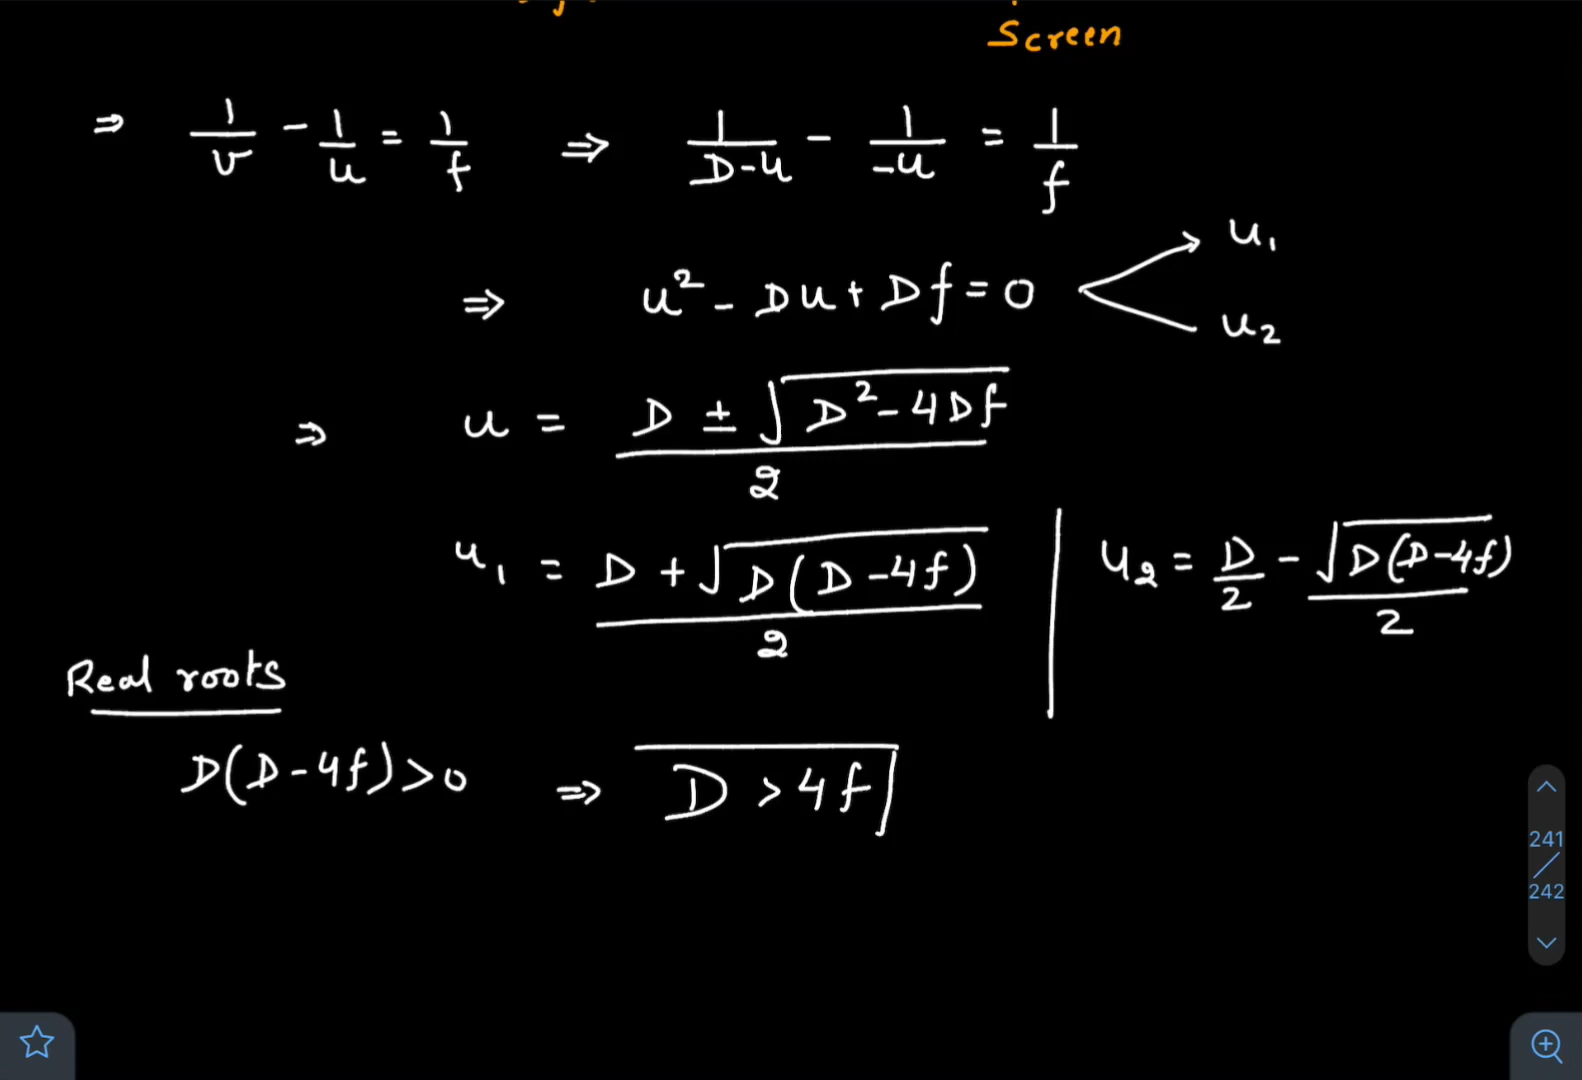 Screen
⇒ 1/v - 1/u = 1/f ⇒ 1/(D-u) - 1/(-u) = 1/f
⇒ u² - Du + Df = 0 → u₁
u₂
⇒ u = (D ± √(D² - 4Df))/2
u₁ = (D + √(D(D-4f)))/2 | u₂ = D/2 - √(D(D-4f))/2
Real roots
D(D-4f)>0 ⇒ D > 4f
241
/
242